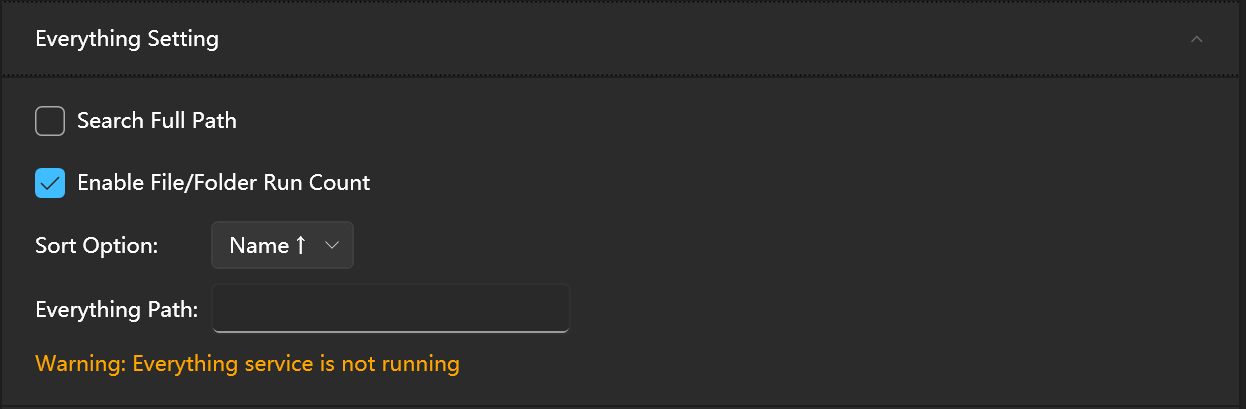 Everything Setting
Search Full Path
Enable File/Folder Run Count
Sort Option: Name ↑
Everything Path:
Warning: Everything service is not running